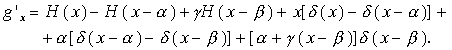 g'ₓ = H(x) − H(x − α) + γH(x − β) + x[δ(x) − δ(x − α)] +
+ α[δ(x − α) − δ(x − β)] + [α + γ(x − β)]δ(x − β).